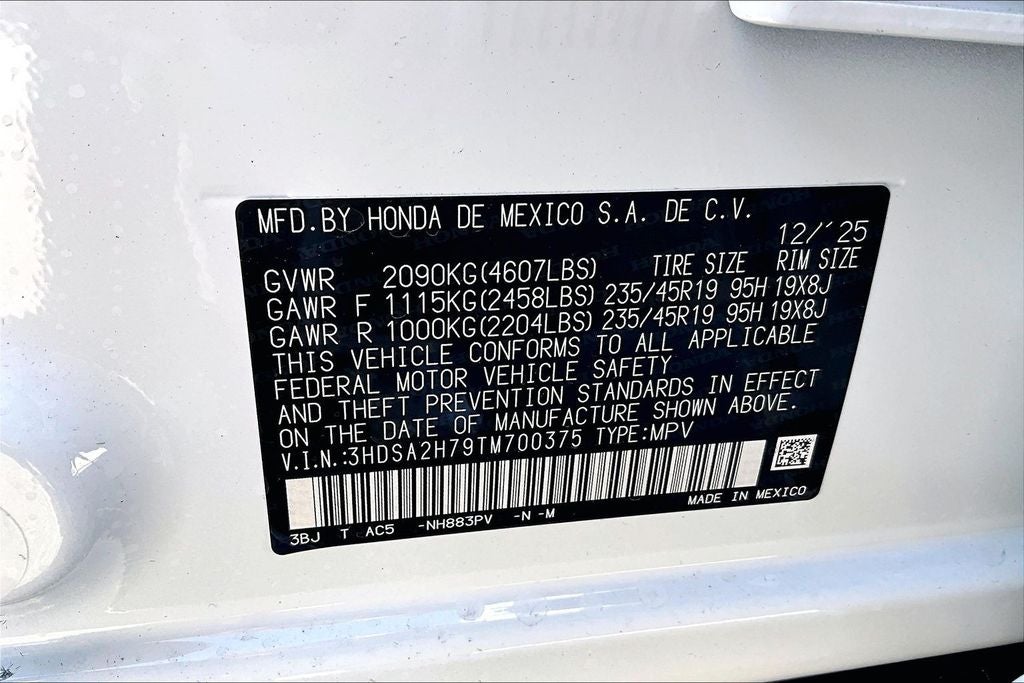 MFD.BY HONDA DE MEXICO S.A. DE C.V.
12/'25
GVWR 2090KG(4607LBS) TIRE SIZE RIM SIZE
GAWR F 1115KG(2458LBS) 235/45R19 95H 19X8J
GAWR R 1000KG(2204LBS) 235/45R19 95H 19X8J
THIS VEHICLE CONFORMS TO ALL APPLICABLE
FEDERAL MOTOR VEHICLE SAFETY
AND THEFT PREVENTION STANDARDS IN EFFECT
ON THE DATE OF MANUFACTURE SHOWN ABOVE.
V.I.N.:3HDSA2H79TM700375 TYPE:MPV
MADE IN MEXICO
3BJ T AC5 -NH883PV -N -M